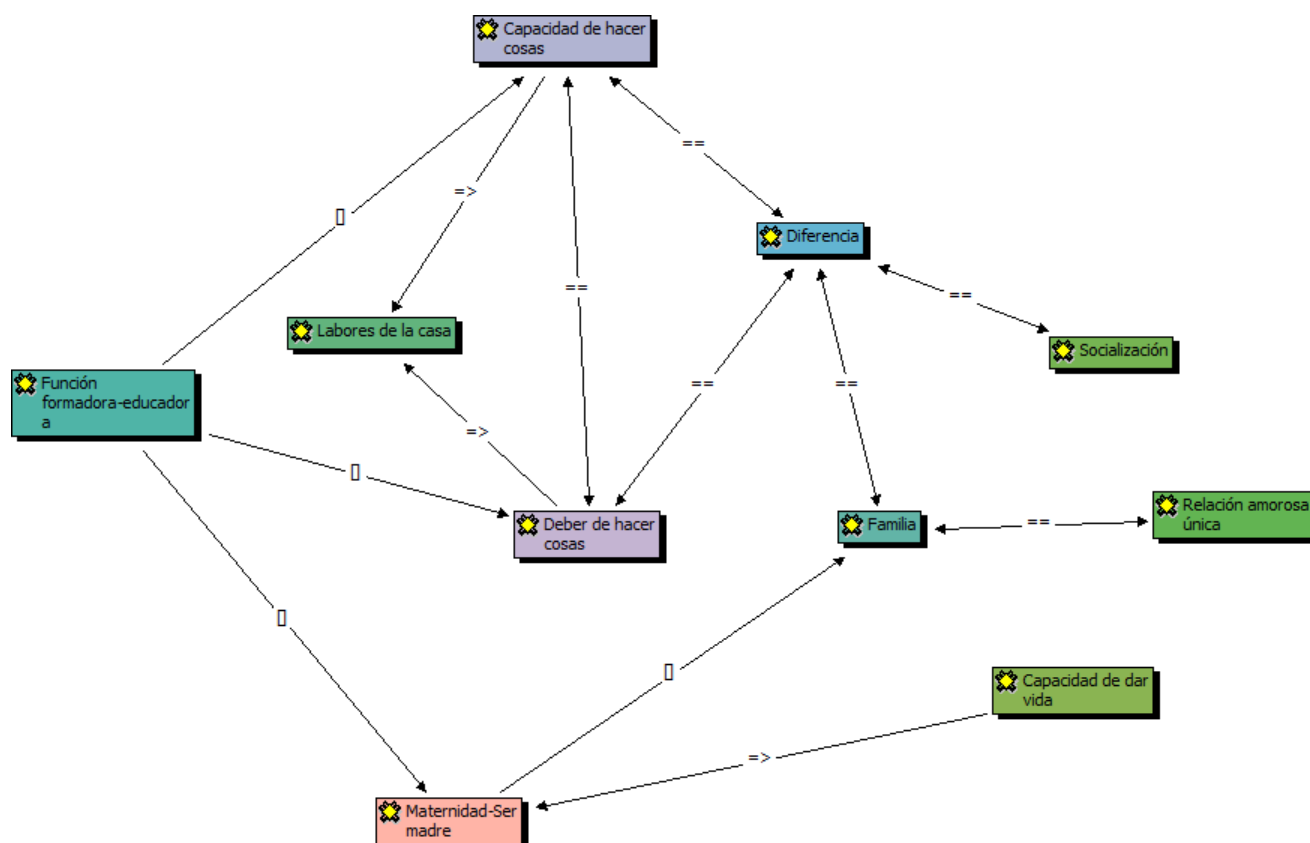 Capacidad de hacer
cosas
==
=>
[]
Diferencia
==
==
Labores de la casa
Socialización
Función
formadora-educador
a
==
==
=>
[]
Relación amorosa
única
Deber de hacer
cosas
Familia
==
[]
[]
Capacidad de dar
vida
=>
Maternidad-Ser
madre